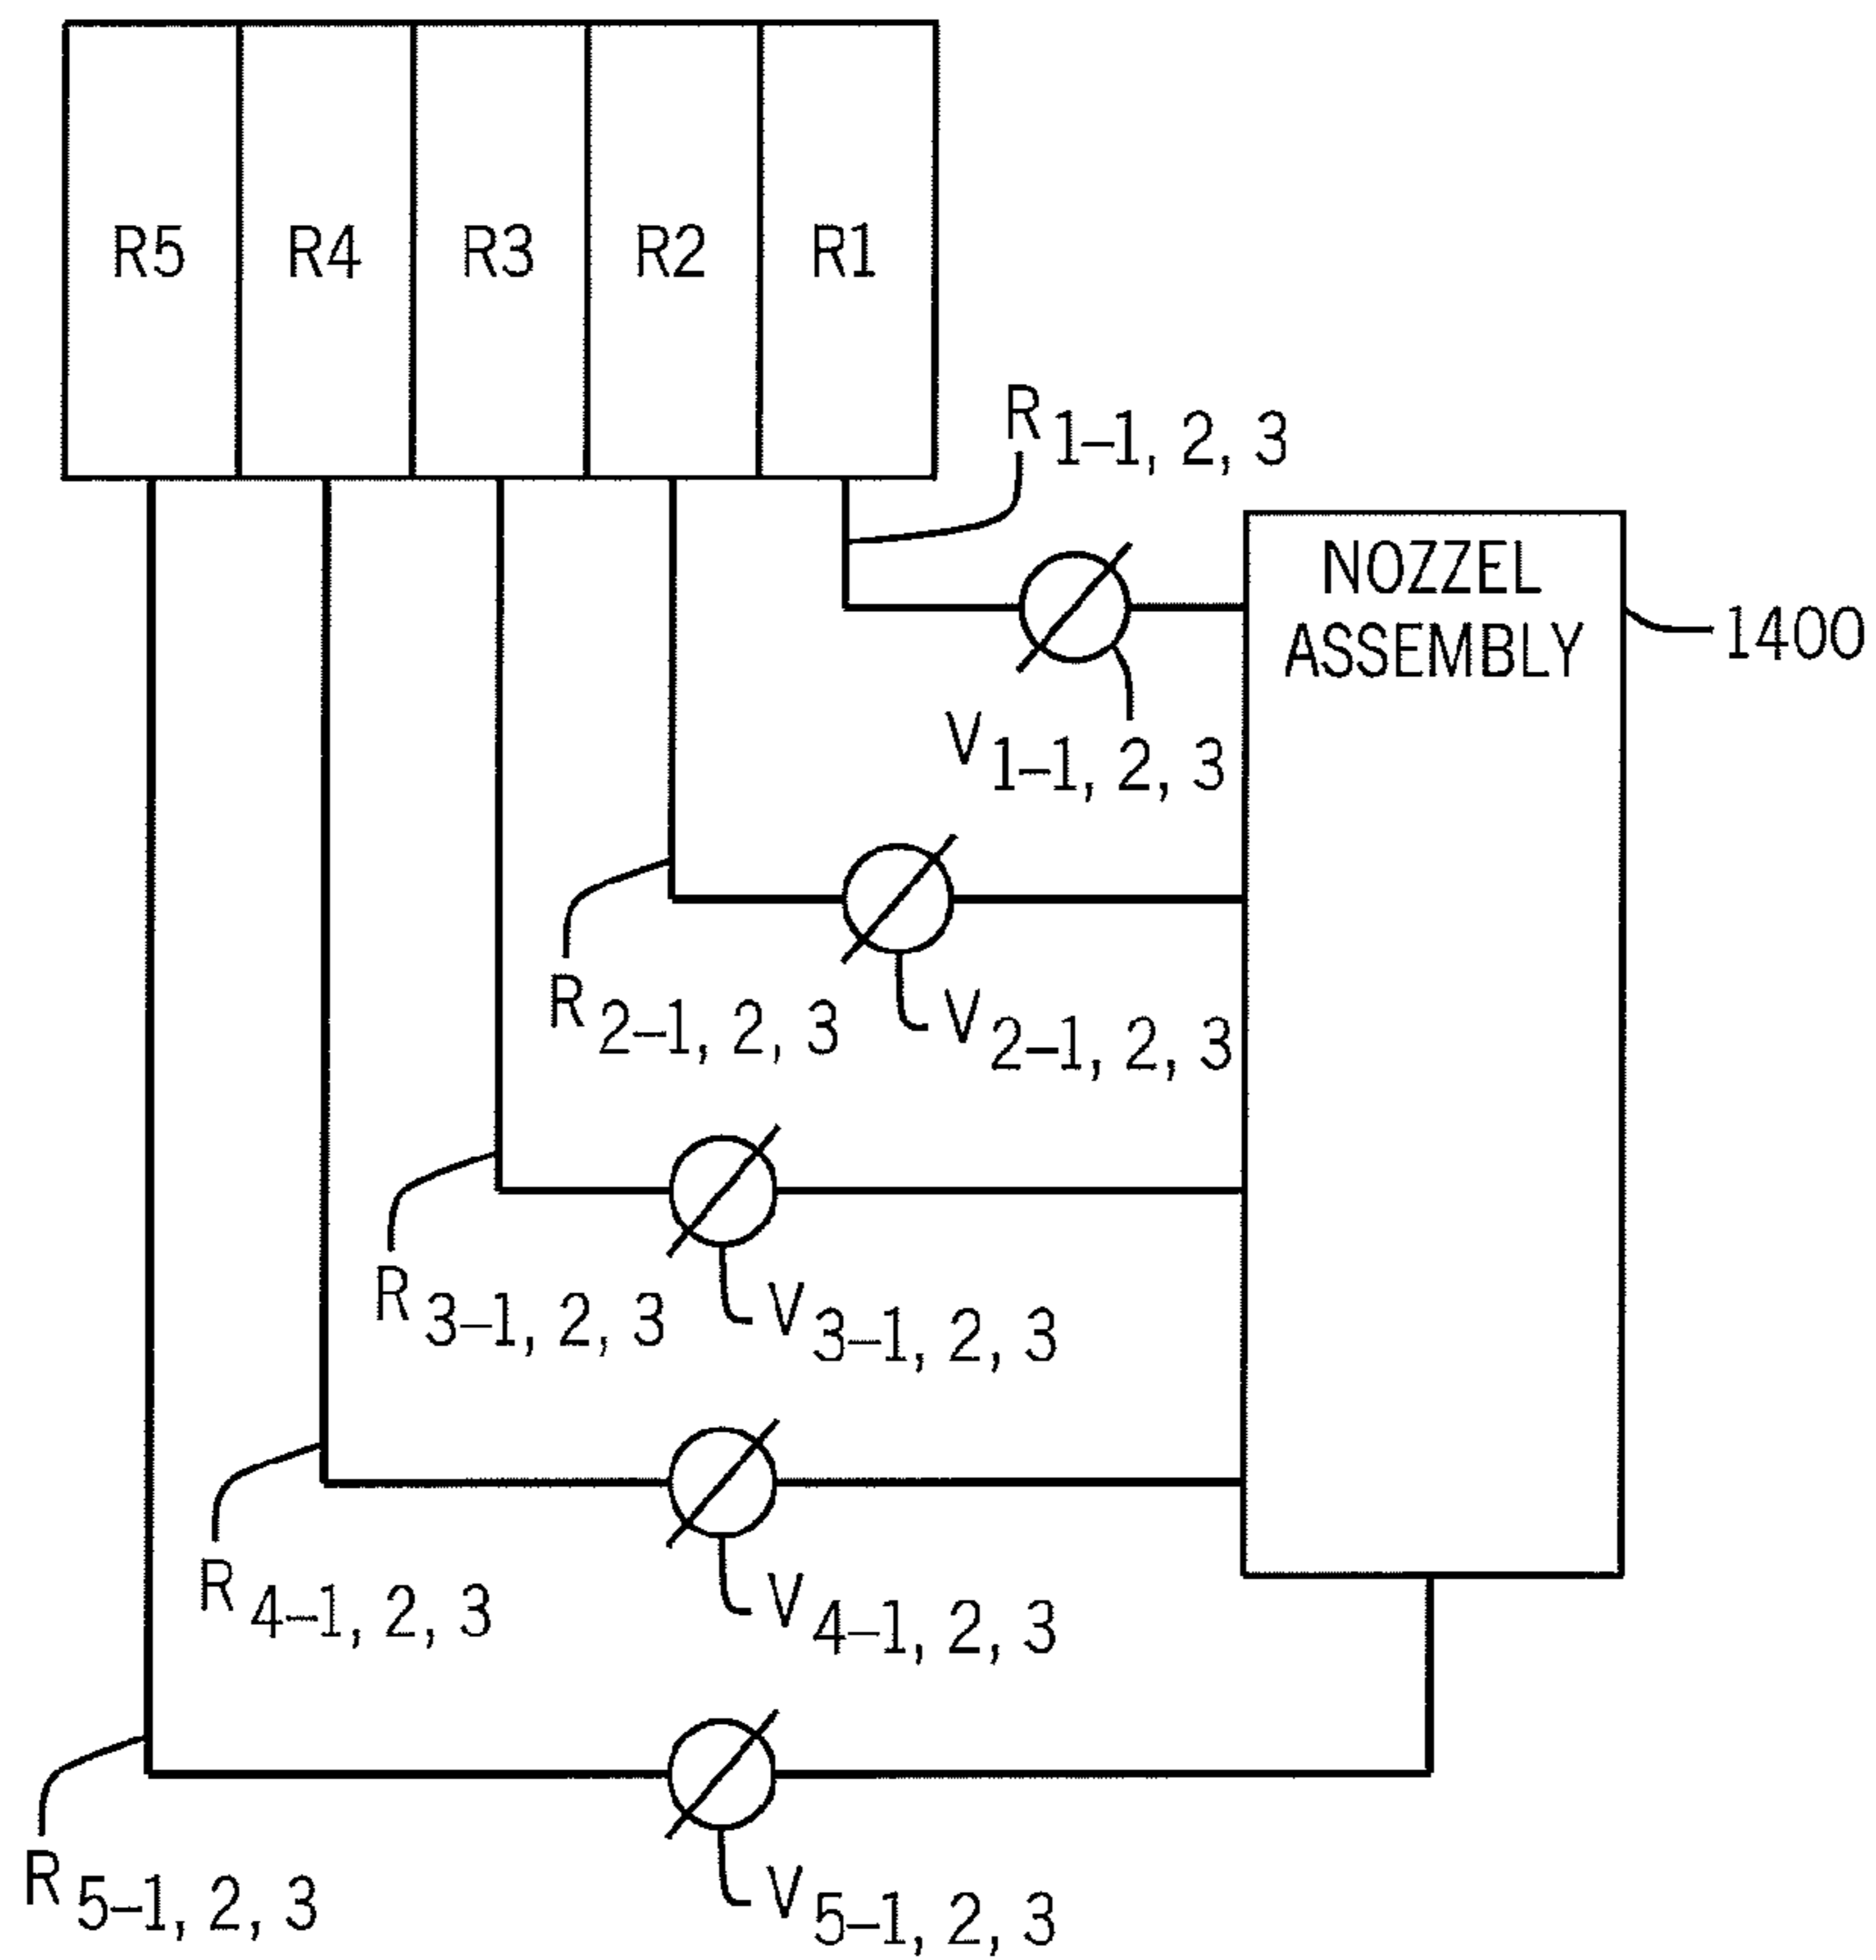 R5 R4 R3 R2 R1
R 1–1, 2, 3
NOZZEL
ASSEMBLY
1400
V 1–1, 2, 3
R 2–1, 2, 3
V 2–1, 2, 3
R 3–1, 2, 3
V 3–1, 2, 3
R 4–1, 2, 3
V 4–1, 2, 3
R 5–1, 2, 3
V 5–1, 2, 3